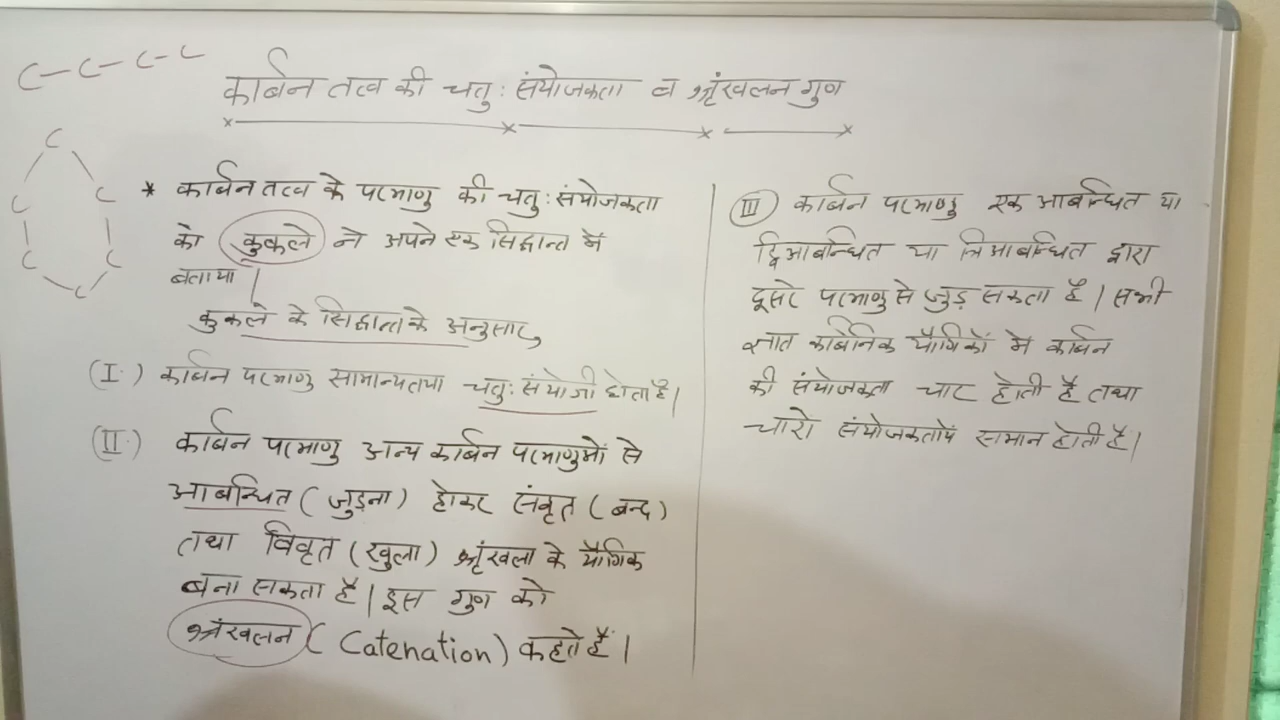 C-C-C-C
कार्बन तत्व की चतु: संयोजकता व श्रृंखलन गुण
C
C C
C C
C
* कार्बन तत्व के परमाणु की चतु: संयोजकता
को कुकले ने अपने एक सिद्धान्त में
बताया |
कुकले के सिद्धान्त के अनुसार,
(I.) कार्बन परमाणु सामान्यतया चतु: संयोजी होता है |
(II.) कार्बन परमाणु अन्य कार्बन परमाणुओं से
आबन्धित (जुड़ना) होकर संवृत (बन्द)
तथा विवृत (खुला) श्रृंखला के यौगिक
बना सकता है | इस गुण को
श्रंखलन (Catenation) कहते हैं |
(III) कार्बन परमाणु एक आबन्धित या
द्विआबन्धित या त्रिआबन्धित द्वारा
दूसरे परमाणु से जुड़ सकता है | सभी
ज्ञात कार्बनिक यौगिकों में कार्बन
की संयोजकता चार होती है तथा
चारो संयोजकताएं समान होती है |